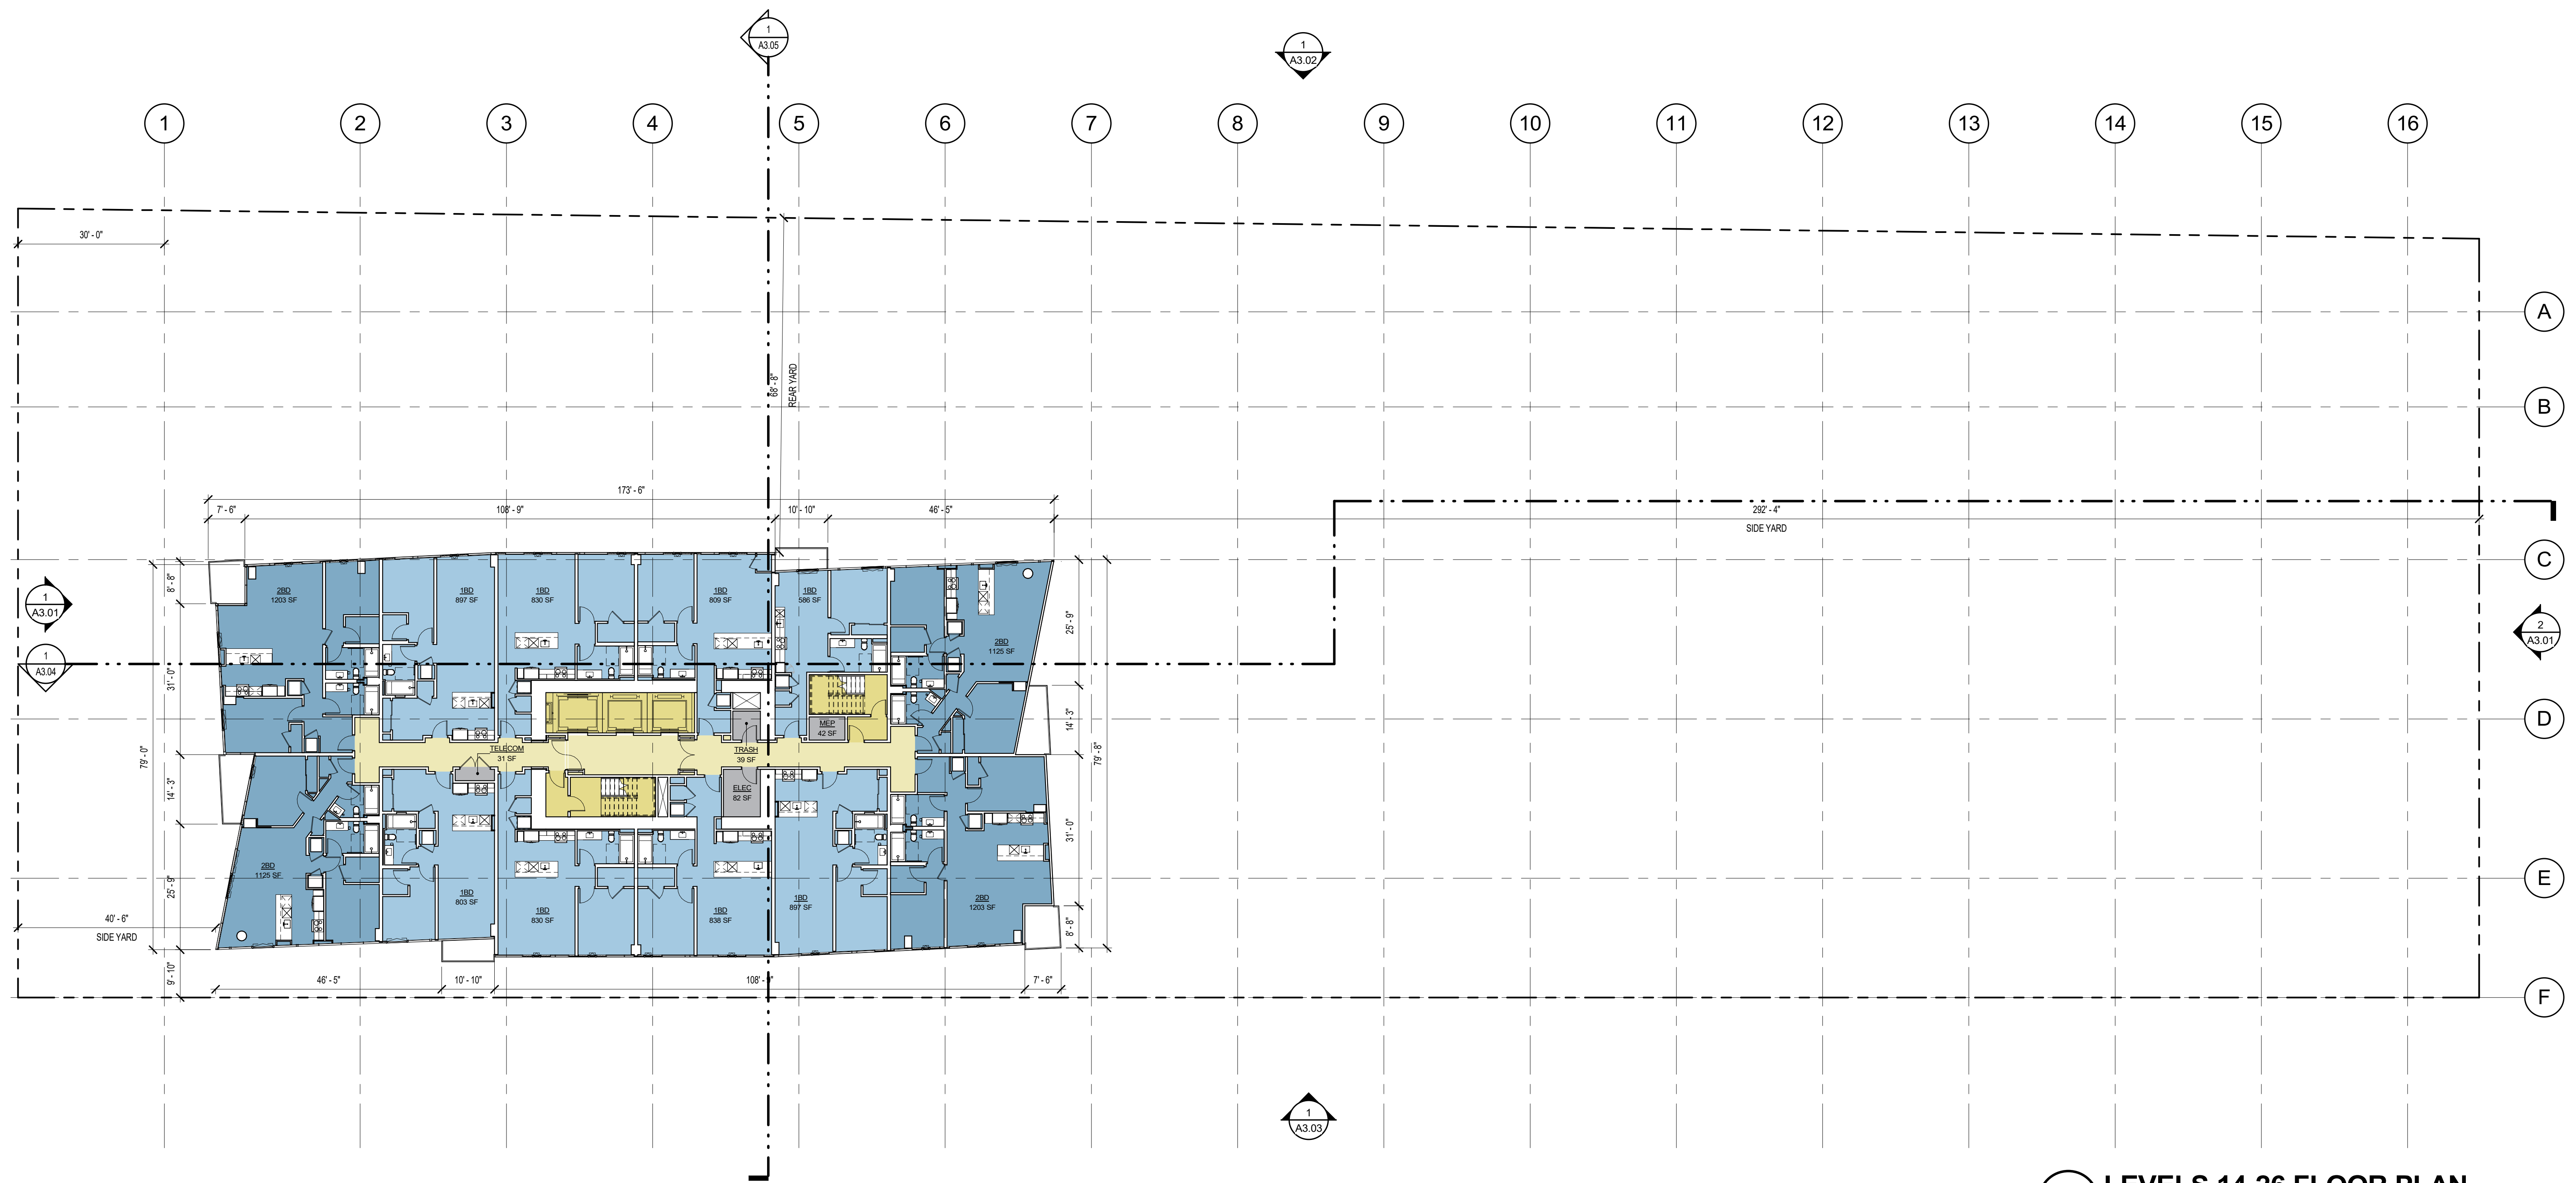 1
A3.05
1
A3.02
1
2
3
4
5
6
7
8
9
10
11
12
13
14
15
16
30' - 0"
A
68' - 8"
REAR YARD
B
173' - 6"
7' - 6"
108' - 9"
10' - 10"
46' - 5"
292' - 4"
SIDE YARD
C
8' - 8"
2BD
1203 SF
1BD
897 SF
1BD
830 SF
1BD
809 SF
1BD
586 SF
2BD
1125 SF
25' - 9"
1
A3.01
2
A3.01
1
A3.04
31' - 0"
14' - 3"
D
MEP
42 SF
TELECOM
31 SF
TRASH
39 SF
79' - 0"
79' - 8"
14' - 3"
ELEC
82 SF
31' - 0"
2BD
1125 SF
25' - 9"
E
1BD
803 SF
1BD
830 SF
1BD
838 SF
1BD
897 SF
2BD
1203 SF
40' - 6"
SIDE YARD
8' - 8"
9' - 10"
46' - 5"
10' - 10"
108' - 9"
7' - 6"
F
1
A3.03
LEVELS 14-26 FLOOR PLAN